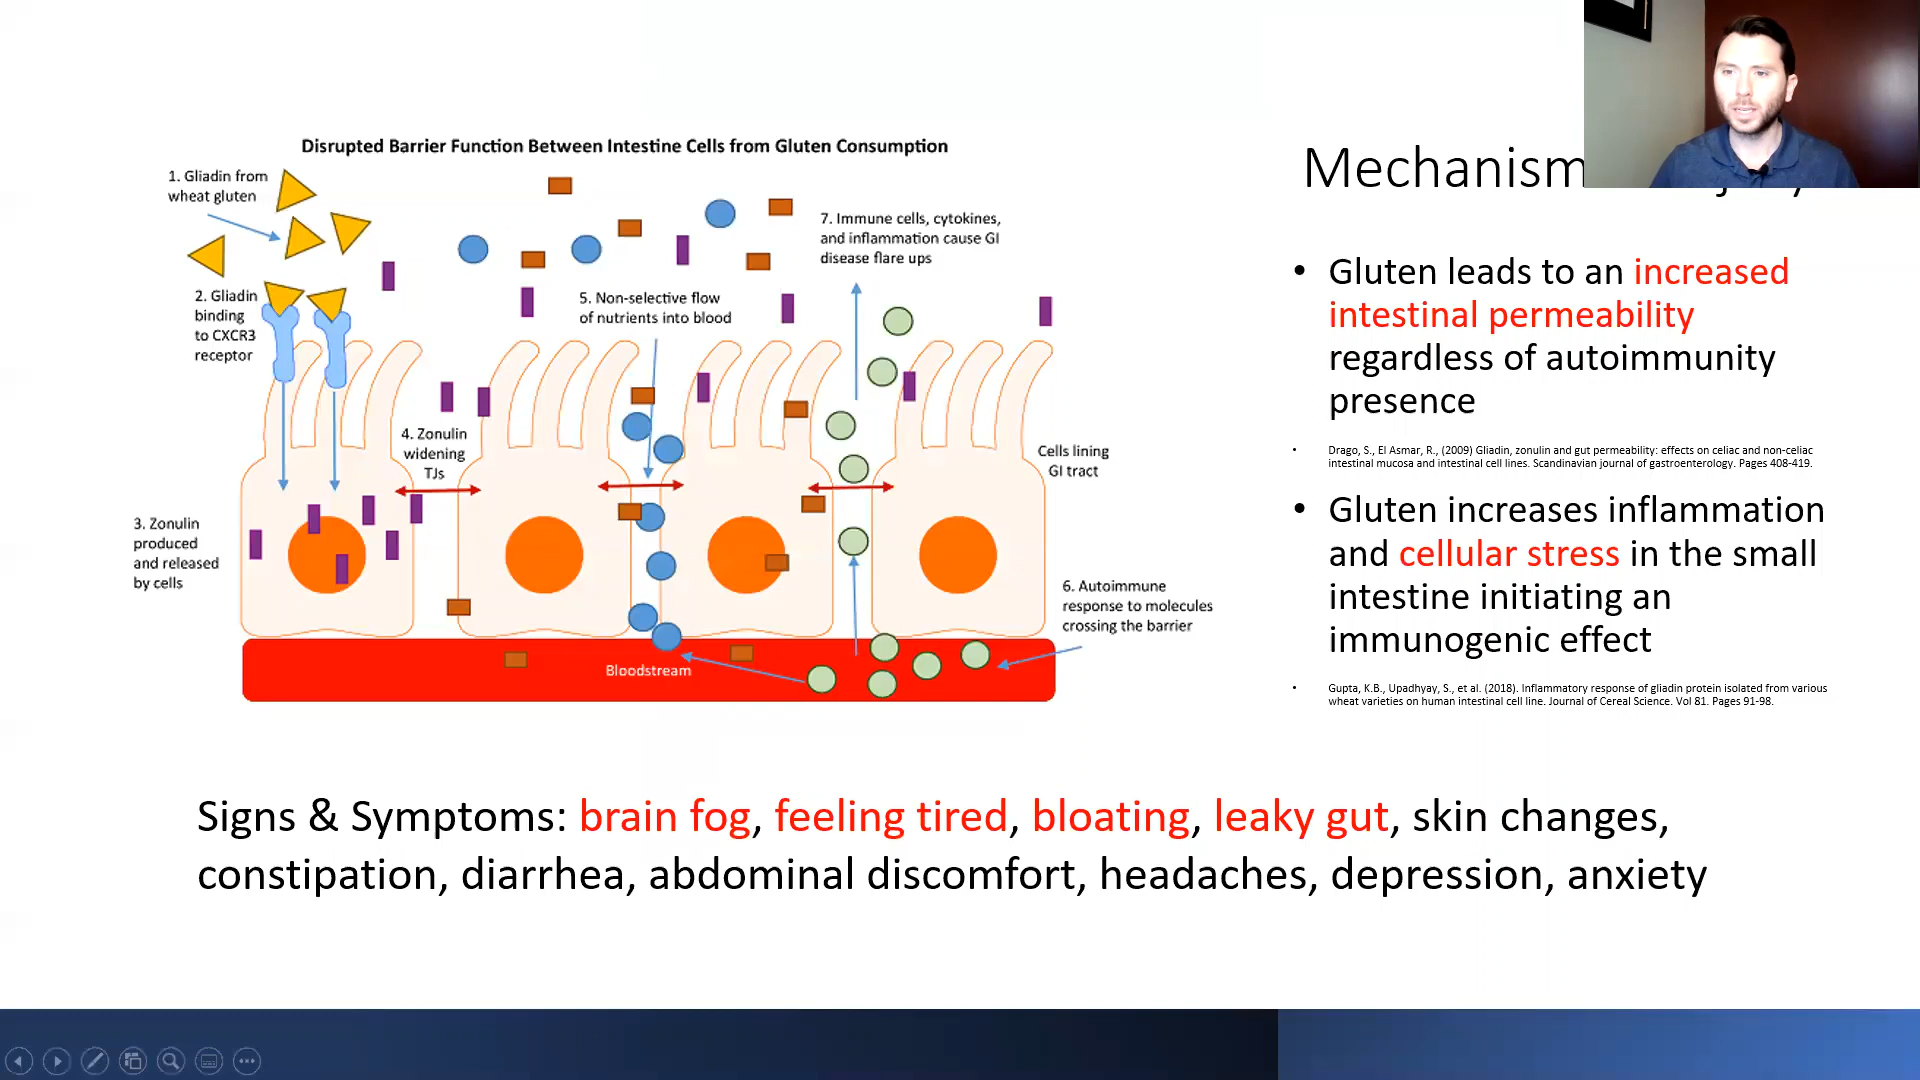 Disrupted Barrier Function Between Intestine Cells from Gluten Consumption
1. Gliadin from
wheat gluten
2. Gliadin
binding
to CXCR3
receptor
3. Zonulin
produced
and released
by cells
4. Zonulin
widening
TJs
5. Non-selective flow
of nutrients into blood
7. Immune cells, cytokines,
and inflammation cause GI
disease flare ups
Cells lining
GI tract
6. Autoimmune
response to molecules
crossing the barrier
Bloodstream
Mechanism
• Gluten leads to an increased
intestinal permeability
regardless of autoimmunity
presence
• Drago, S., El Asmar, R., (2009) Gliadin, zonulin and gut permeability: effects on celiac and non-celiac
intestinal mucosa and intestinal cell lines. Scandinavian journal of gastroenterology. Pages 408-419.
• Gluten increases inflammation
and cellular stress in the small
intestine initiating an
immunogenic effect
• Gupta, K.B., Upadhyay, S., et al. (2018). Inflammatory response of gliadin protein isolated from various
wheat varieties on human intestinal cell line. Journal of Cereal Science. Vol 81. Pages 91-98.
Signs & Symptoms: brain fog, feeling tired, bloating, leaky gut, skin changes,
constipation, diarrhea, abdominal discomfort, headaches, depression, anxiety